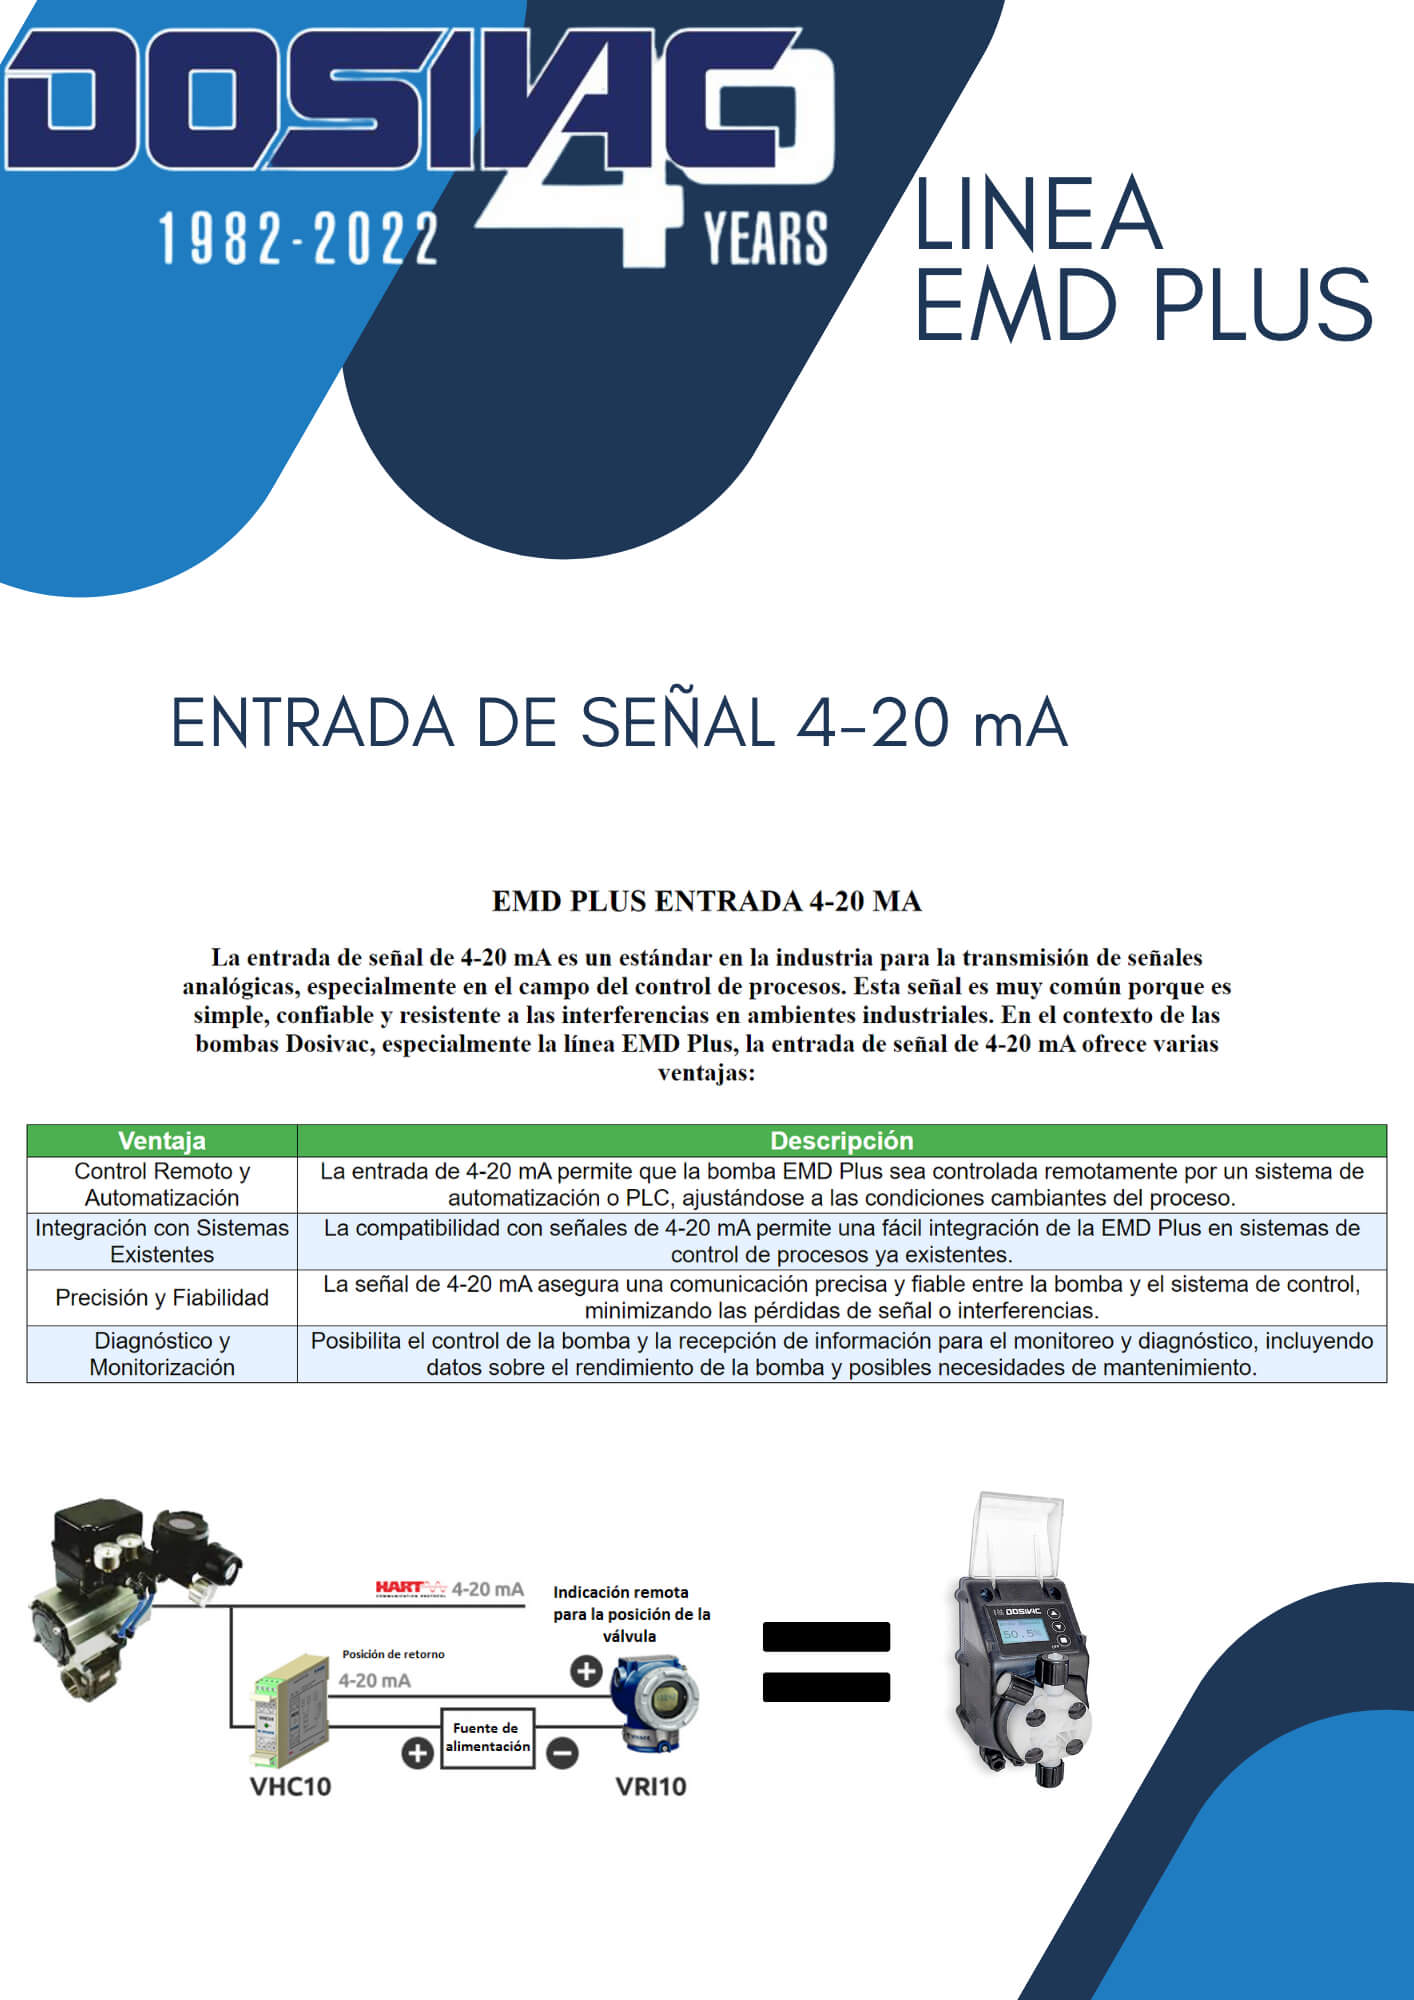 DOSIVAC
40
1982-2022
YEARS
LINEA
EMD PLUS
ENTRADA DE SEÑAL 4-20 mA
EMD PLUS ENTRADA 4-20 MA
La entrada de señal de 4-20 mA es un estándar en la industria para la transmisión de señales
analógicas, especialmente en el campo del control de procesos. Esta señal es muy común porque es
simple, confiable y resistente a las interferencias en ambientes industriales. En el contexto de las
bombas Dosivac, especialmente la línea EMD Plus, la entrada de señal de 4-20 mA ofrece varias
ventajas:
Ventaja
Descripción
Control Remoto y
Automatización
La entrada de 4-20 mA permite que la bomba EMD Plus sea controlada remotamente por un sistema de
automatización o PLC, ajustándose a las condiciones cambiantes del proceso.
Integración con Sistemas
Existentes
La compatibilidad con señales de 4-20 mA permite una fácil integración de la EMD Plus en sistemas de
control de procesos ya existentes.
Precisión y Fiabilidad
La señal de 4-20 mA asegura una comunicación precisa y fiable entre la bomba y el sistema de control,
minimizando las pérdidas de señal o interferencias.
Diagnóstico y
Monitorización
Posibilita el control de la bomba y la recepción de información para el monitoreo y diagnóstico, incluyendo
datos sobre el rendimiento de la bomba y posibles necesidades de mantenimiento.
HART 4-20 mA
COMMUNICATION PROTOCOL
Indicación remota
para la posición de la
válvula
Posición de retorno
4-20 mA
Fuente de
alimentación
VHC10
VRI10
DOSIVAC
50.5%